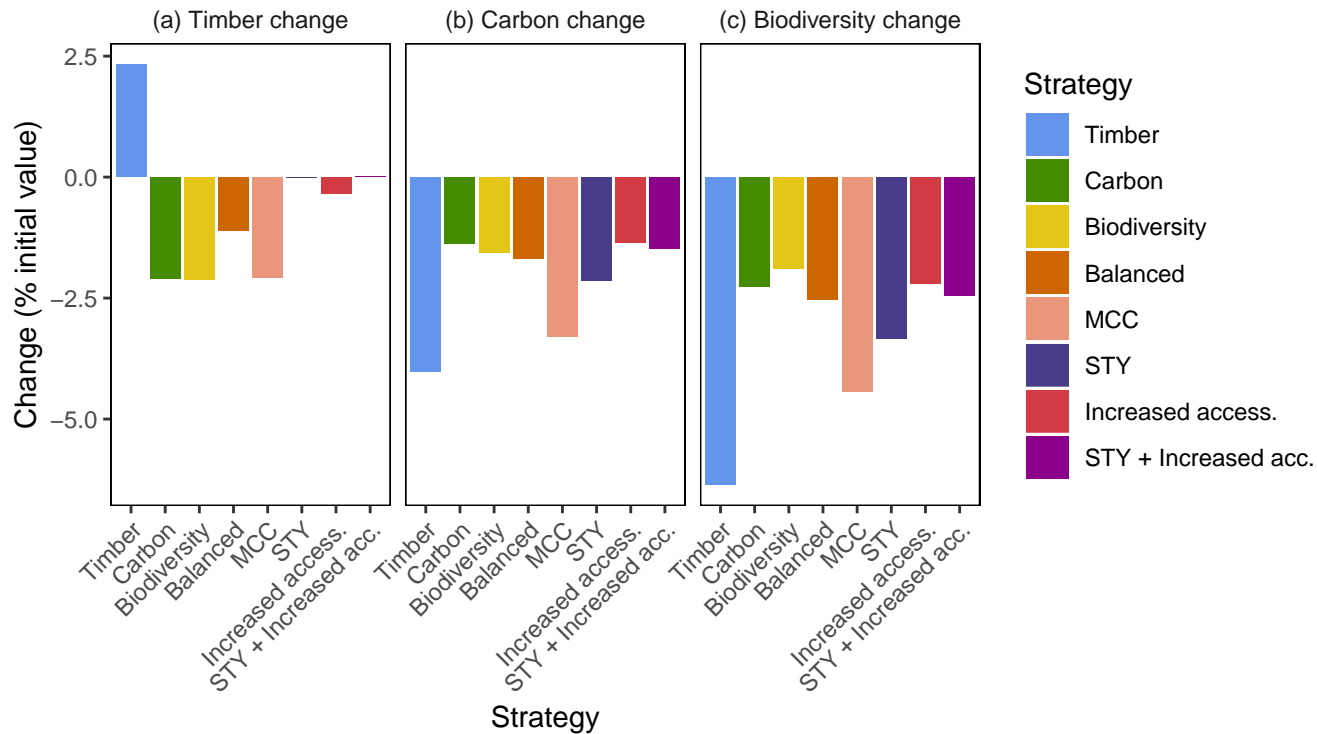 (a) Timber change
(b) Carbon change
(c) Biodiversity change
Change (% initial value)
2.5
0.0
−2.5
−5.0
Timber
Carbon
Biodiversity
Balanced
MCC
STY
Increased access.
STY + Increased acc.
Timber
Carbon
Biodiversity
Balanced
MCC
STY
Increased access.
STY + Increased acc.
Timber
Carbon
Biodiversity
Balanced
MCC
STY
Increased access.
STY + Increased acc.
Strategy
Strategy
Timber
Carbon
Biodiversity
Balanced
MCC
STY
Increased access.
STY + Increased acc.